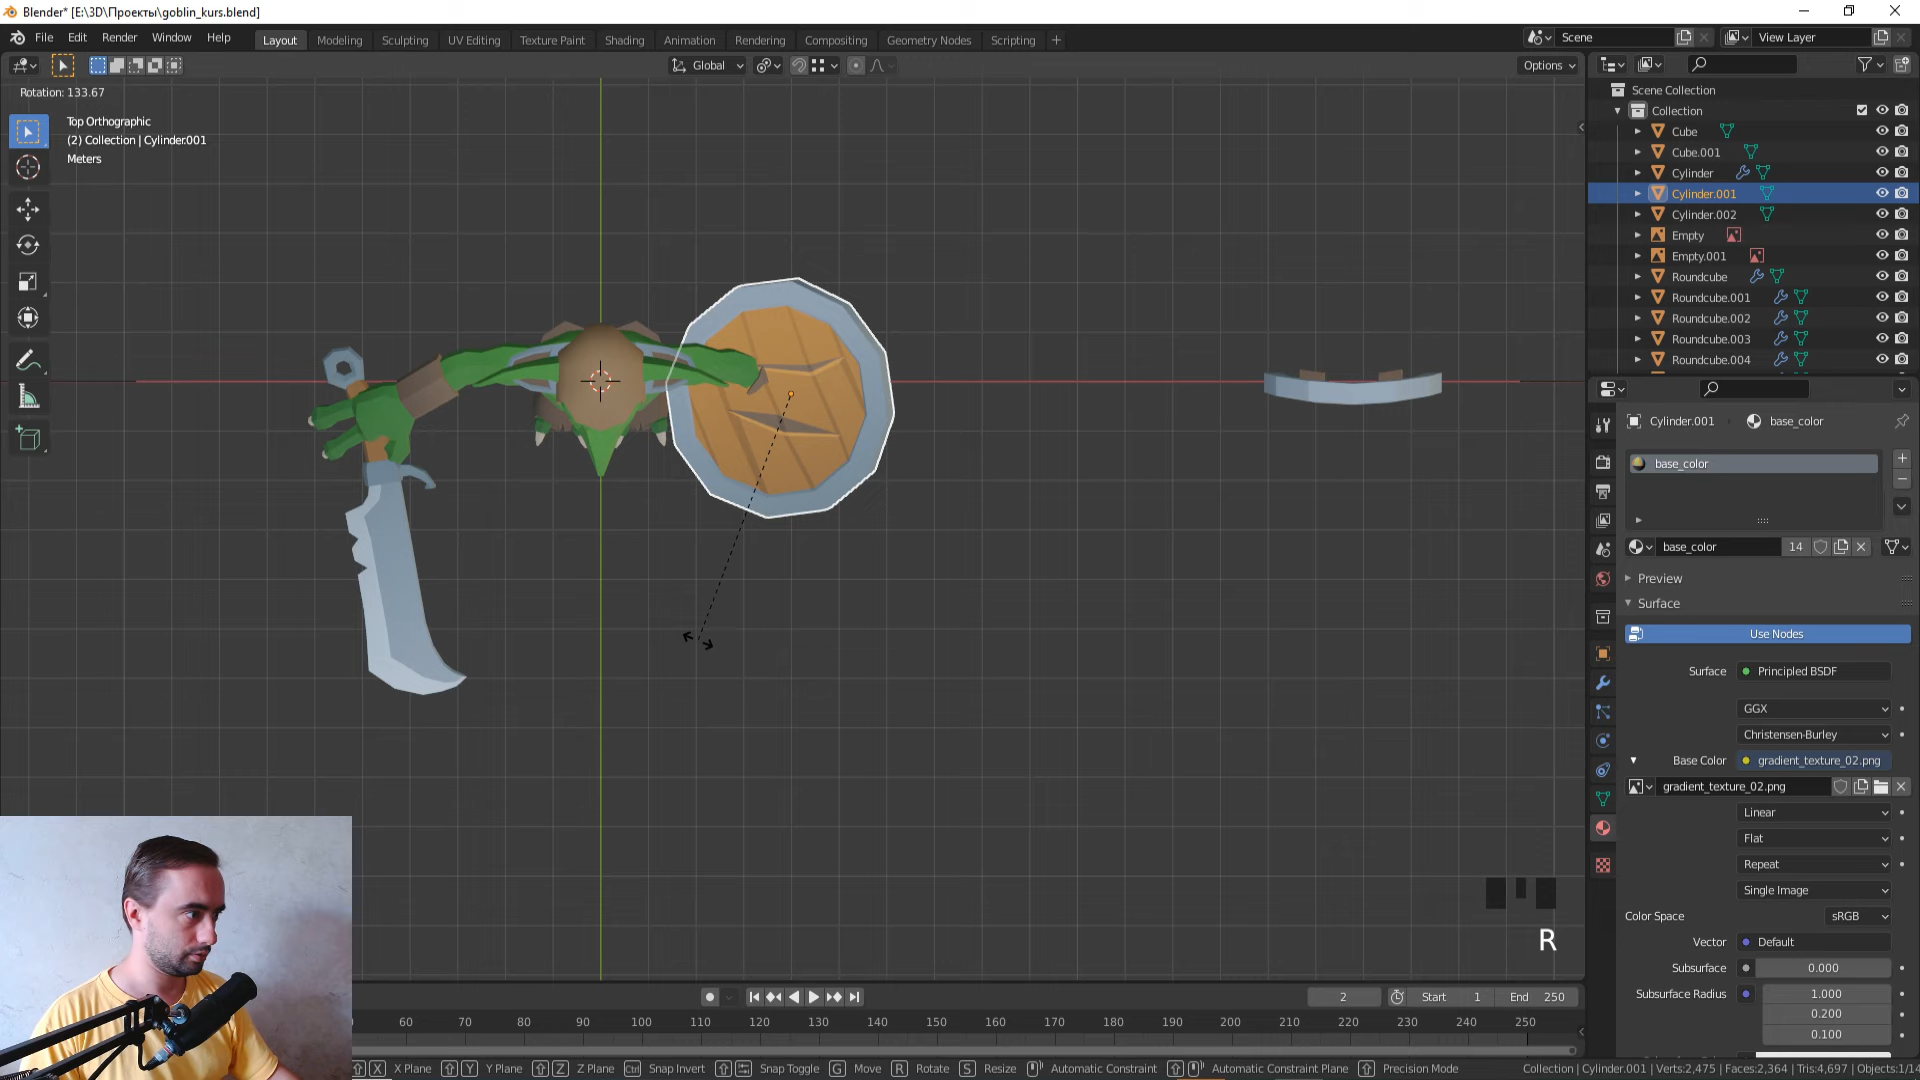 Blender* [E:\3D\Проекты\goblin_kurs.blend]
File Edit Render Window Help
Layout Modeling Sculpting UV Editing Texture Paint Shading Animation Rendering Compositing Geometry Nodes Scripting +
Scene
View Layer
Global
Options
Rotation: 133.67
Top Orthographic
(2) Collection | Cylinder.001
Meters
Scene Collection
Collection
Cube
Cube.001
Cylinder
Cylinder.001
Cylinder.002
Empty
Empty.001
Roundcube
Roundcube.001
Roundcube.002
Roundcube.003
Roundcube.004
Cylinder.001 base_color
base_color
base_color 14
Preview
Surface
Use Nodes
Surface Principled BSDF
GGX
Christensen-Burley
Base Color gradient_texture_02.png
gradient_texture_02.png
Linear
Flat
Repeat
Single Image
Color Space sRGB
Vector Default
Subsurface 0.000
Subsurface Radius 1.000
0.200
0.100
R
2 Start 1 End 250
60 70 80 90 100 110 120 130 140 150 160 170 180 190 200 210 220 230 240 250
X X Plane Y Y Plane Z Z Plane Ctrl Snap Invert Snap Toggle G Move R Rotate S Resize Automatic Constraint Automatic Constraint Plane Precision Mode
Collection | Cylinder.001 | Verts:2,475 | Faces:2,364 | Tris:4,697 | Objects:1/14